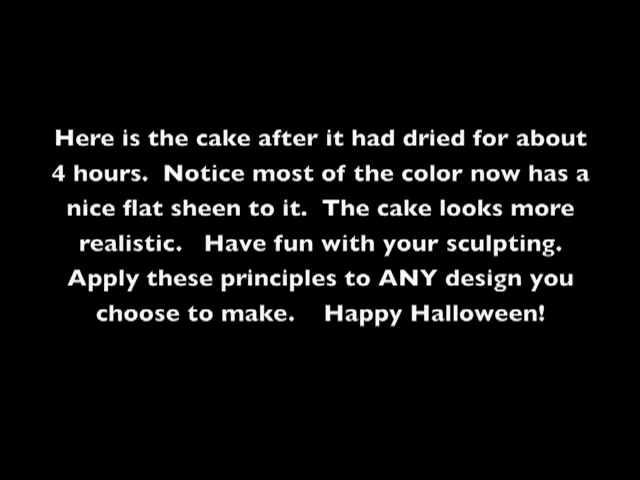 Here is the cake after it had dried for about
4 hours.  Notice most of the color now has a
nice flat sheen to it.  The cake looks more
realistic.   Have fun with your sculpting.
Apply these principles to ANY design you
choose to make.    Happy Halloween!